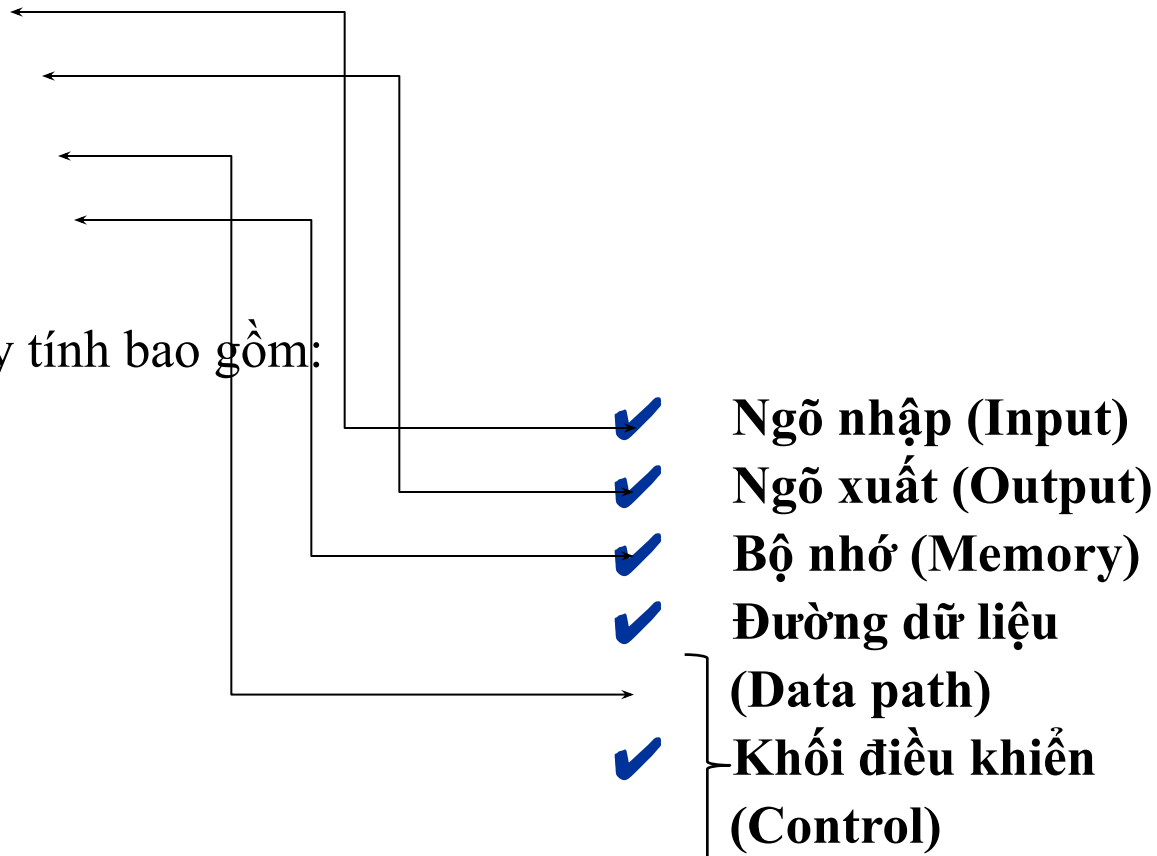 tính bao gồm:
Ngõ nhập (Input)
Ngõ xuất (Output)
Bộ nhớ (Memory)
Đường dữ liệu
(Data path)
Khối điều khiển
(Control)